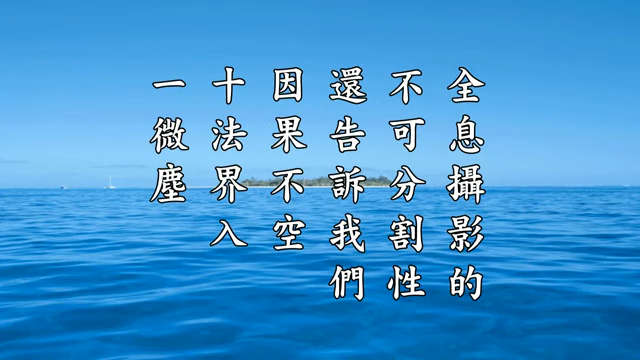 全息攝影的
不可分割性
還告訴我們
因果不空
十法界入
一微塵